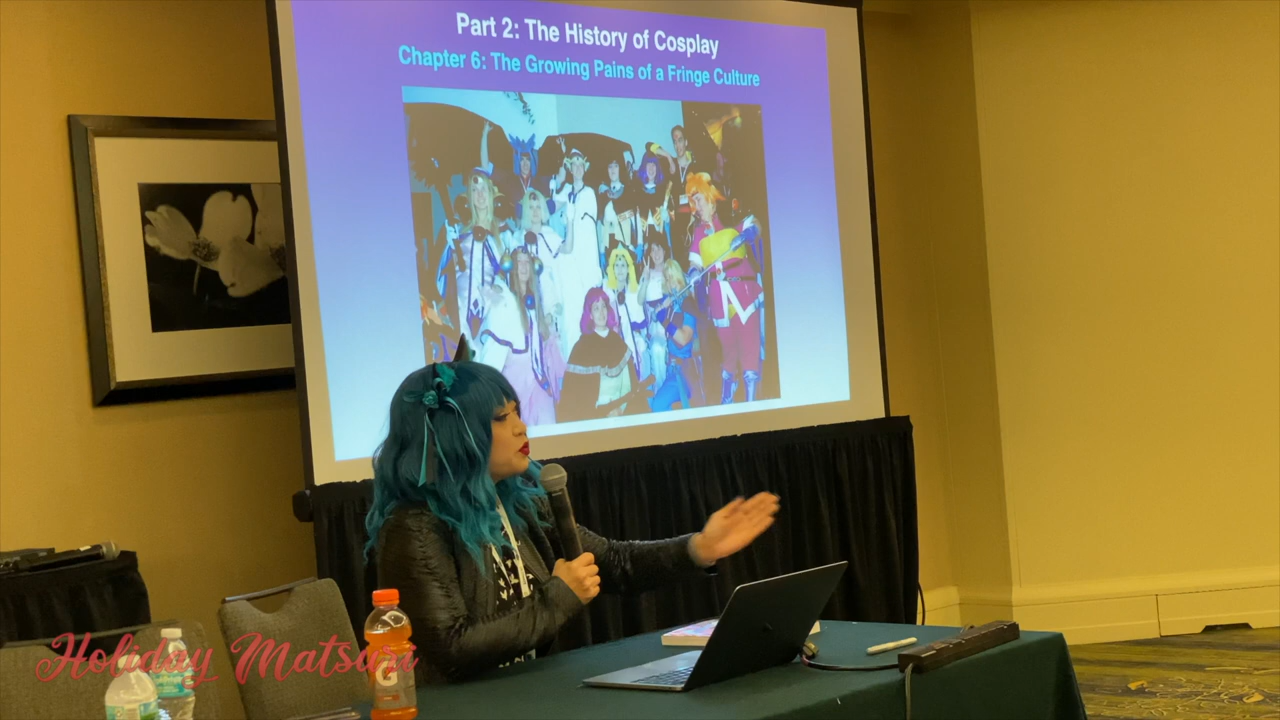 Part 2: The History of Cosplay
Chapter 6: The Growing Pains of a Fringe Culture
Holiday Matsuri
G